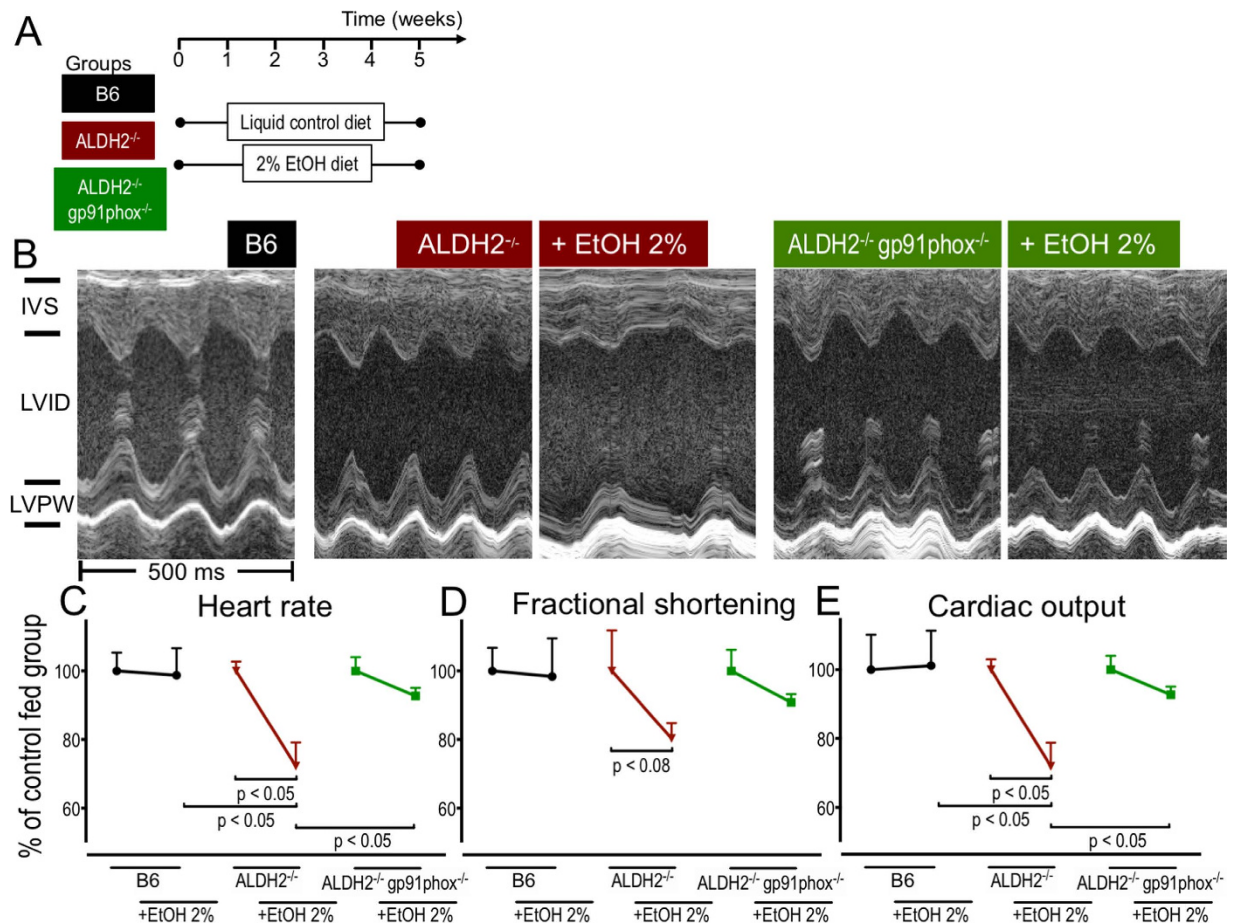 A
Time (weeks)
0 1 2 3 4 5
Groups
B6
ALDH2-/-
ALDH2-/-
gp91phox-/-
Liquid control diet
2% EtOH diet
B
B6
ALDH2-/-
+ EtOH 2%
ALDH2-/- gp91phox-/-
+ EtOH 2%
IVS
LVID
LVPW
500 ms
C
Heart rate
% of control fed group
100
80
60
p < 0.05
p < 0.05
p < 0.05
B6
ALDH2-/-
ALDH2-/- gp91phox-/-
+EtOH 2%
+EtOH 2%
+EtOH 2%
D
Fractional shortening
100
80
60
p < 0.08
B6
ALDH2-/-
ALDH2-/- gp91phox-/-
+EtOH 2%
+EtOH 2%
+EtOH 2%
E
Cardiac output
100
80
60
p < 0.05
p < 0.05
p < 0.05
B6
ALDH2-/-
ALDH2-/- gp91phox-/-
+EtOH 2%
+EtOH 2%
+EtOH 2%